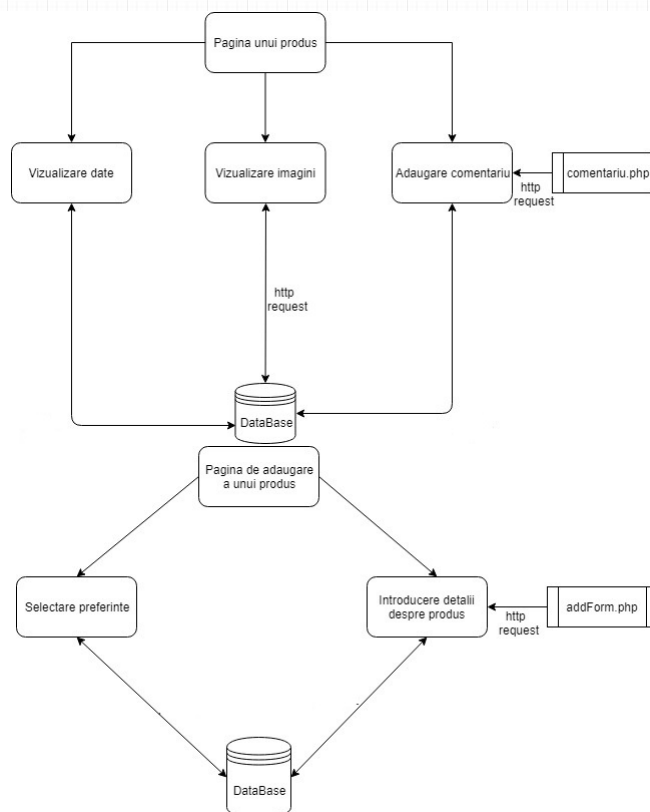 Pagina unui produs
Vizualizare date
Vizualizare imagini
Adaugare comentariu
comentariu.php
http
request
http
request
DataBase
Pagina de adaugare
a unui produs
Selectare preferinte
Introducere detalii
despre produs
addForm.php
http
request
DataBase